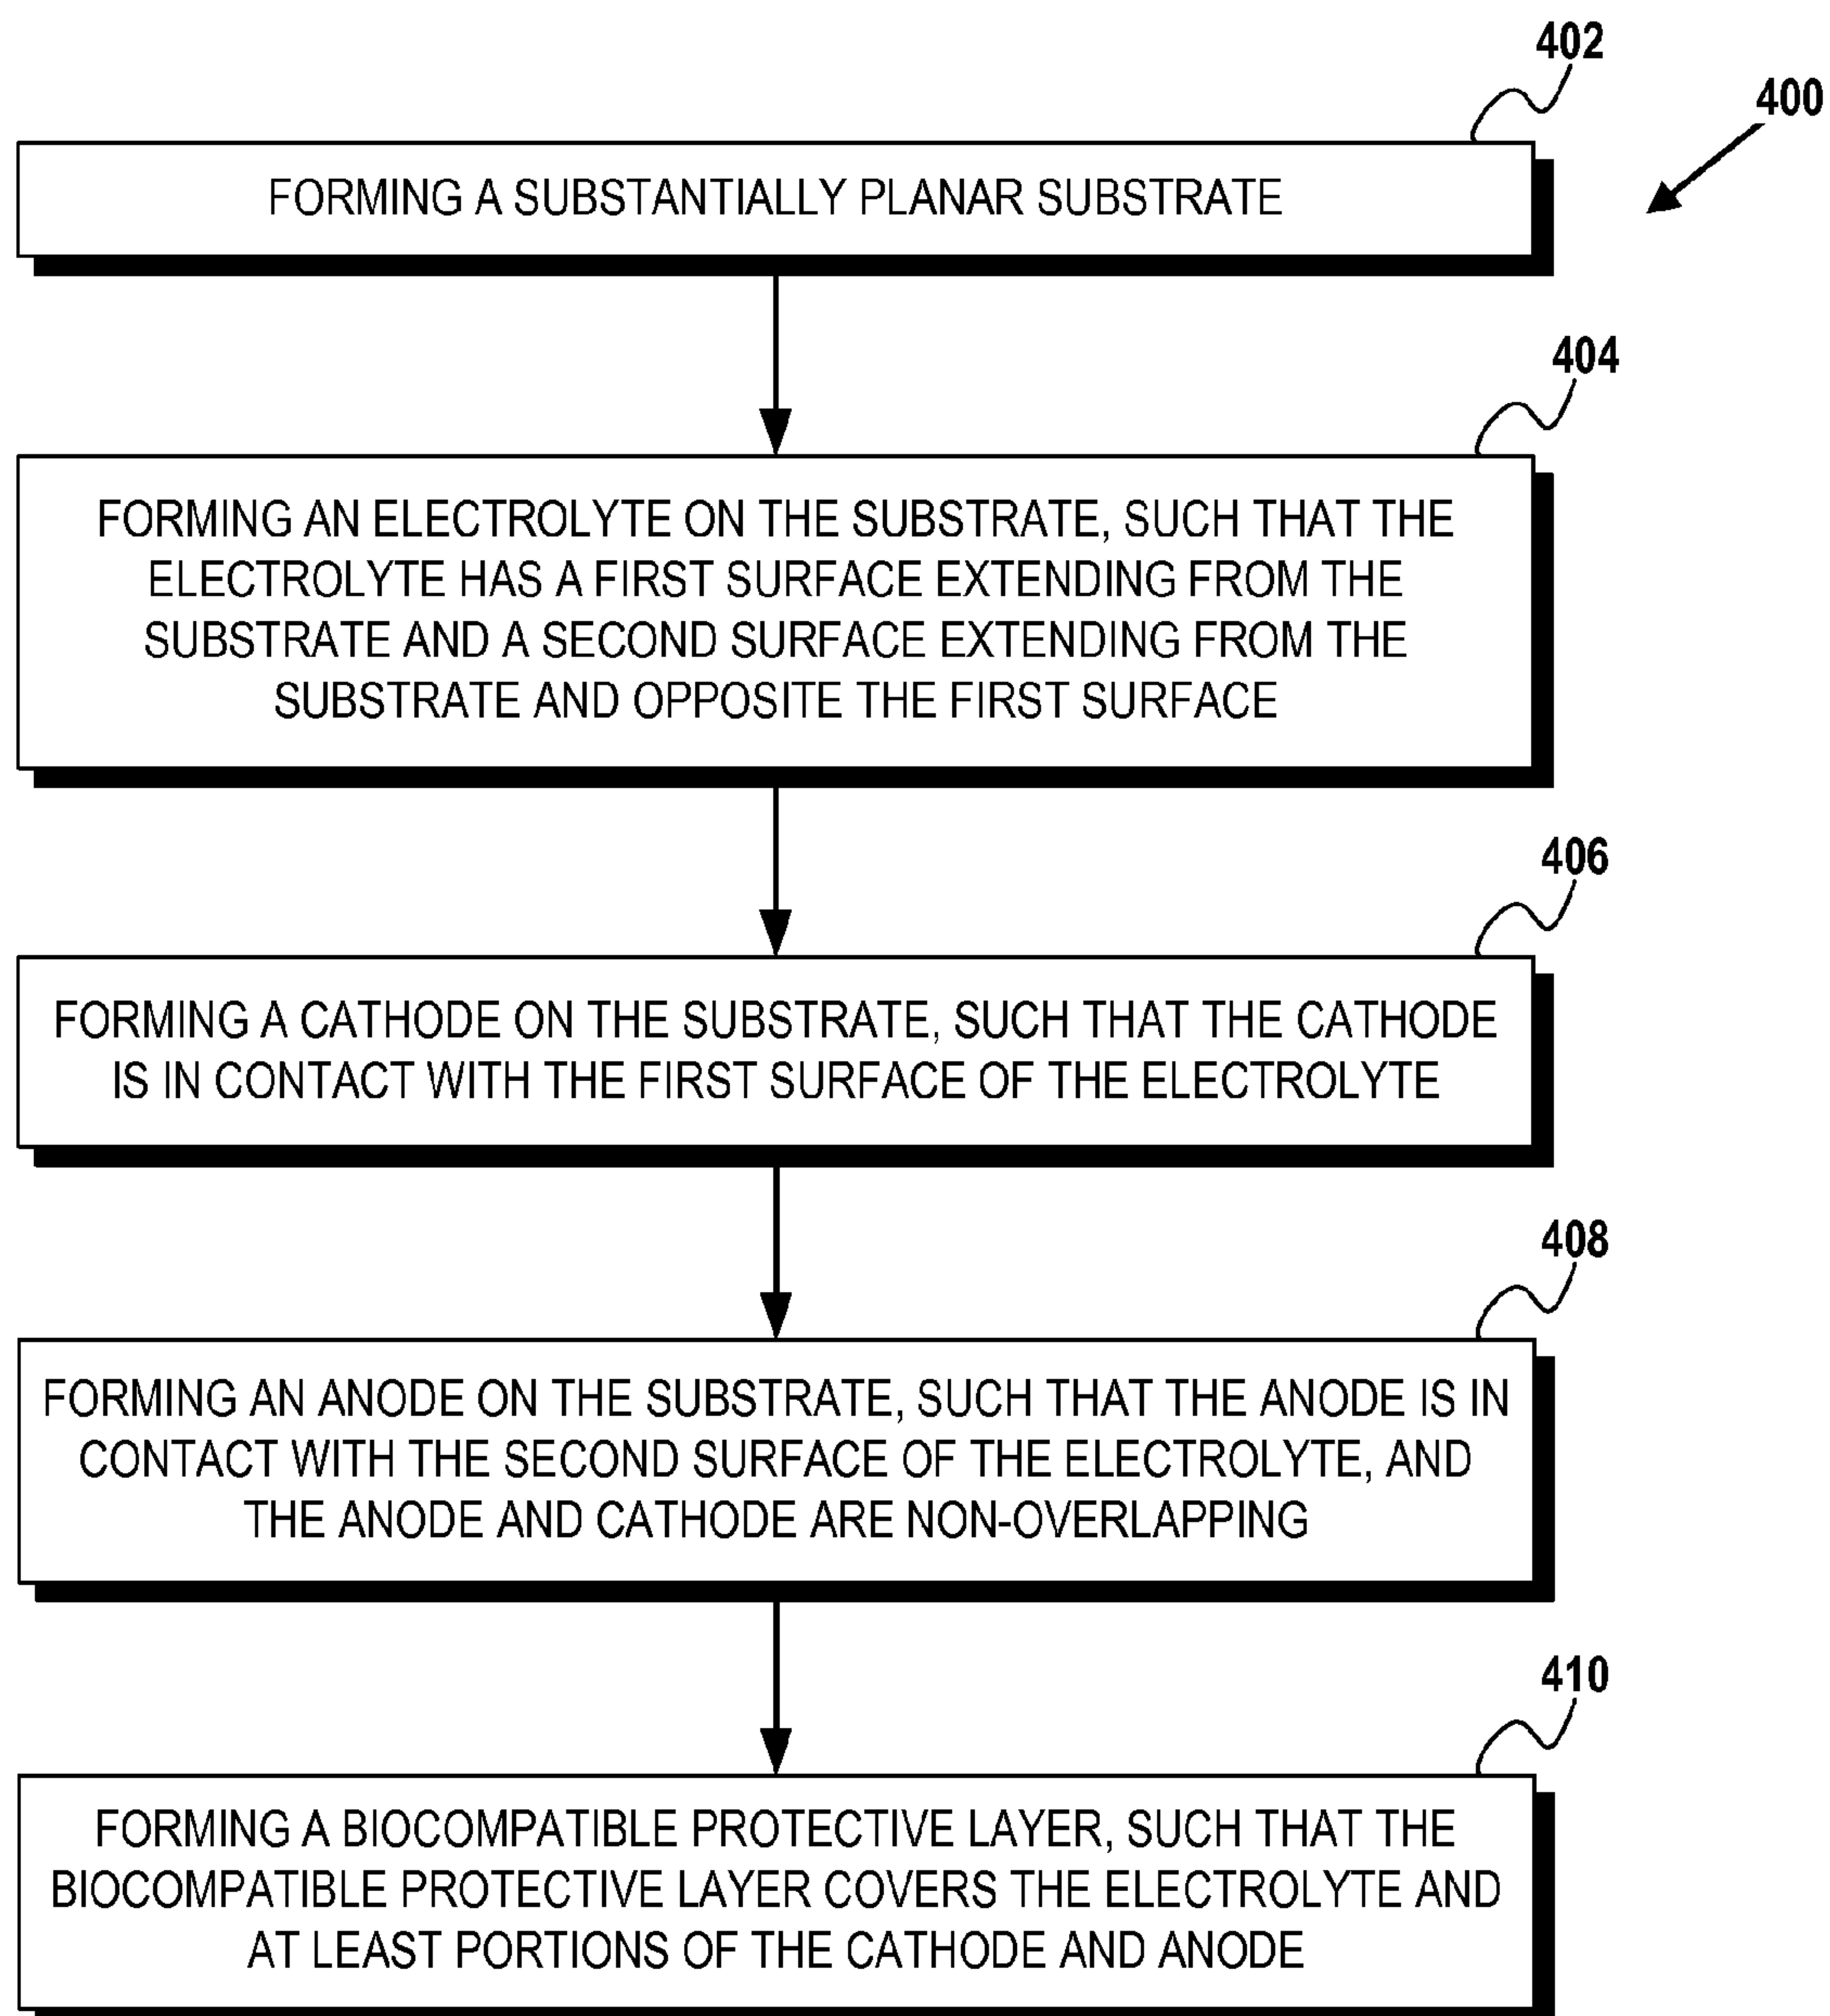 402
400
FORMING A SUBSTANTIALLY PLANAR SUBSTRATE
404
FORMING AN ELECTROLYTE ON THE SUBSTRATE, SUCH THAT THE
ELECTROLYTE HAS A FIRST SURFACE EXTENDING FROM THE
SUBSTRATE AND A SECOND SURFACE EXTENDING FROM THE
SUBSTRATE AND OPPOSITE THE FIRST SURFACE
406
FORMING A CATHODE ON THE SUBSTRATE, SUCH THAT THE CATHODE
IS IN CONTACT WITH THE FIRST SURFACE OF THE ELECTROLYTE
408
FORMING AN ANODE ON THE SUBSTRATE, SUCH THAT THE ANODE IS IN
CONTACT WITH THE SECOND SURFACE OF THE ELECTROLYTE, AND
THE ANODE AND CATHODE ARE NON-OVERLAPPING
410
FORMING A BIOCOMPATIBLE PROTECTIVE LAYER, SUCH THAT THE
BIOCOMPATIBLE PROTECTIVE LAYER COVERS THE ELECTROLYTE AND
AT LEAST PORTIONS OF THE CATHODE AND ANODE